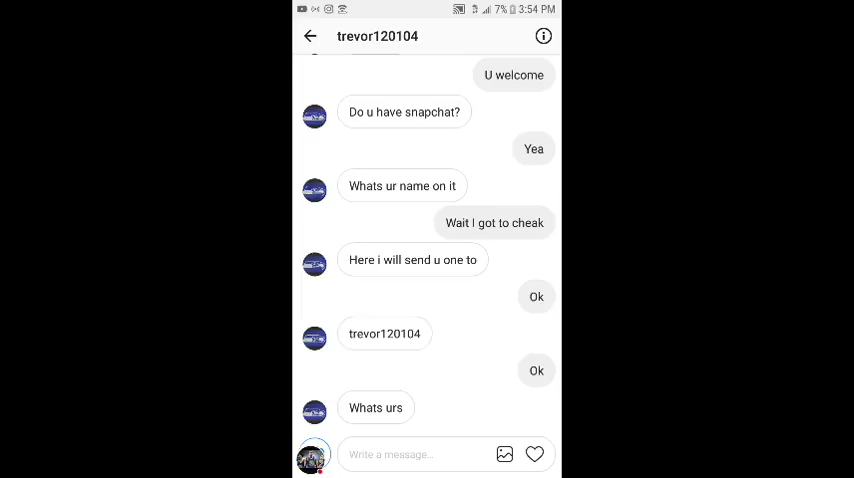 7% 3:54 PM
trevor120104
U welcome
Do u have snapchat?
Yea
Whats ur name on it
Wait I got to cheak
Here i will send u one to
Ok
trevor120104
Ok
Whats urs
Write a message...